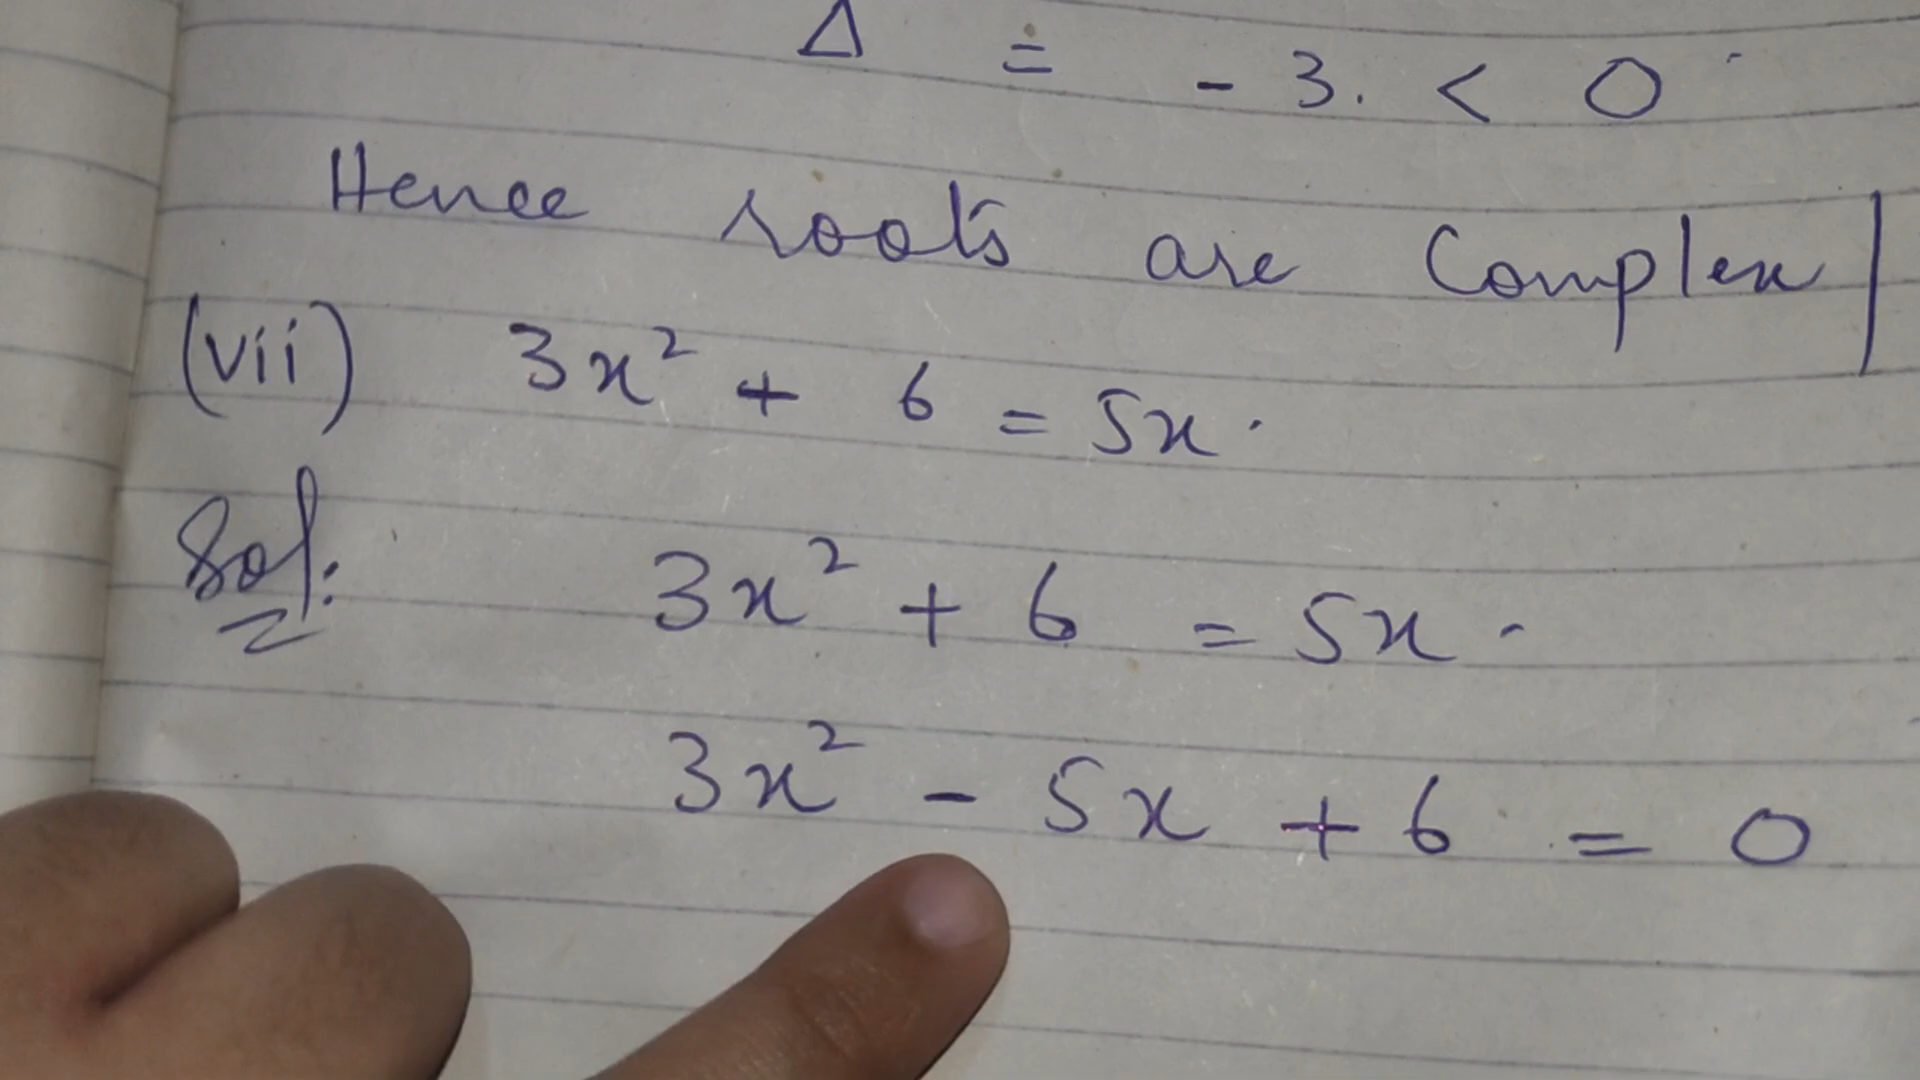 Δ = - 3. < 0
Hence roots are Complex
(vii) 3x² + 6 = 5x.
Sol: 3x² + 6 = 5x.
3x² - 5x + 6 = 0